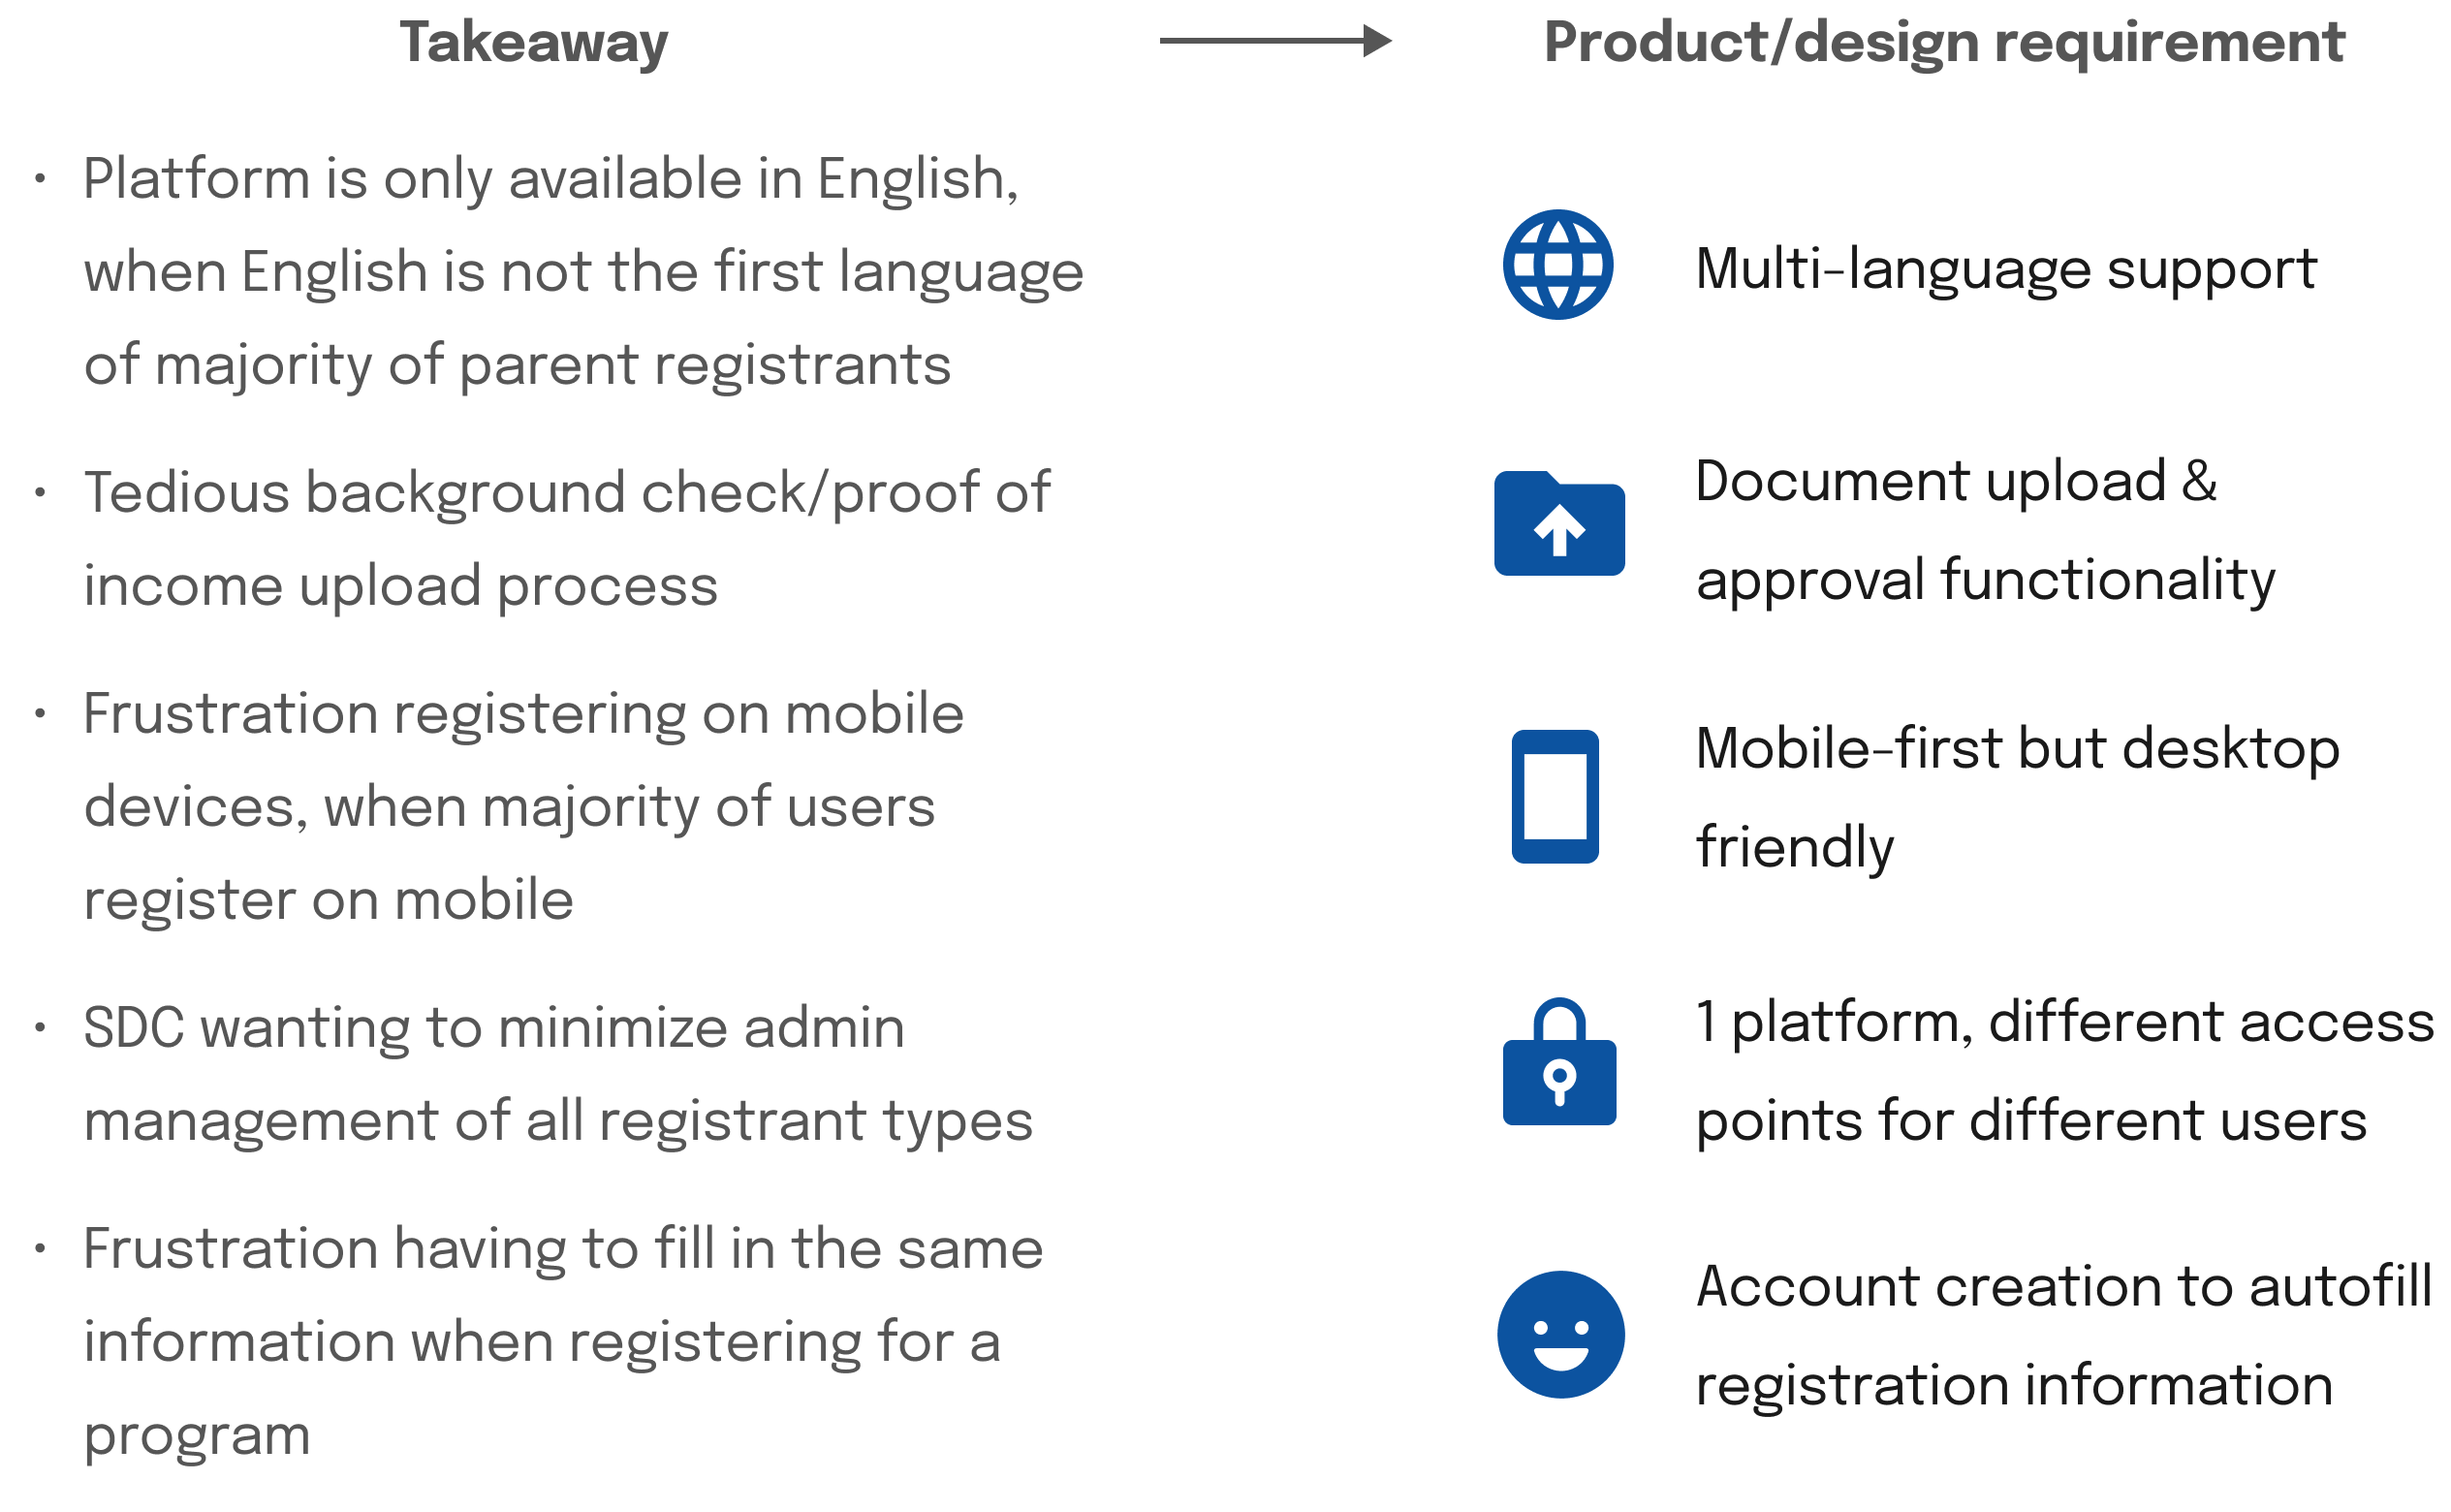 Takeaway
Product/design requirement
• Platform is only available in English,
when English is not the first language
of majority of parent registrants
Multi-language support
• Tedious background check/proof of
income upload process
Document upload &
approval functionality
• Frustration registering on mobile
devices, when majority of users
register on mobile
Mobile-first but desktop
friendly
• SDC wanting to minimize admin
management of all registrant types
1 platform, different access
points for different users
• Frustration having to fill in the same
information when registering for a
program
Account creation to autofill
registration information